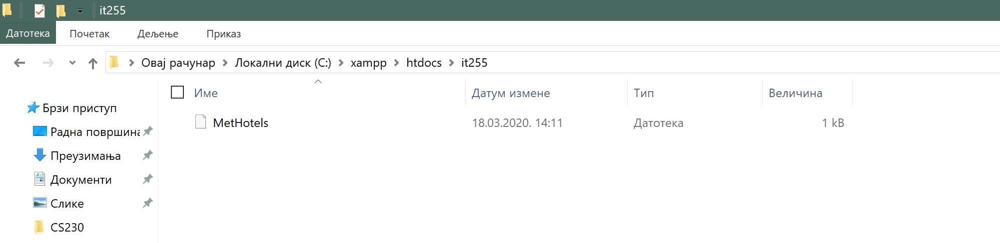 it255
Датотека Почетак Дељење Приказ
Овај рачунар Локални диск (C:) xampp htdocs it255
Име Датум измене Тип Величина
MetHotels 18.03.2020. 14:11 Датотека 1 kB
Брзи приступ
Радна површина
Преузимања
Документи
Слике
CS230